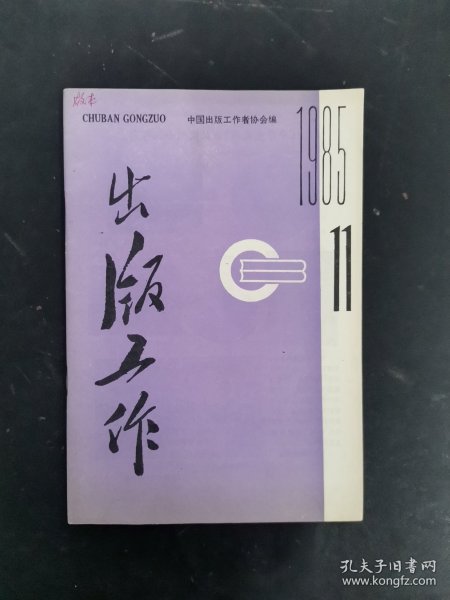 版本
CHUBAN GONGZUO
中国出版工作者协会编
1985
11
出版工作
孔夫子旧书网
www.kongfz.com